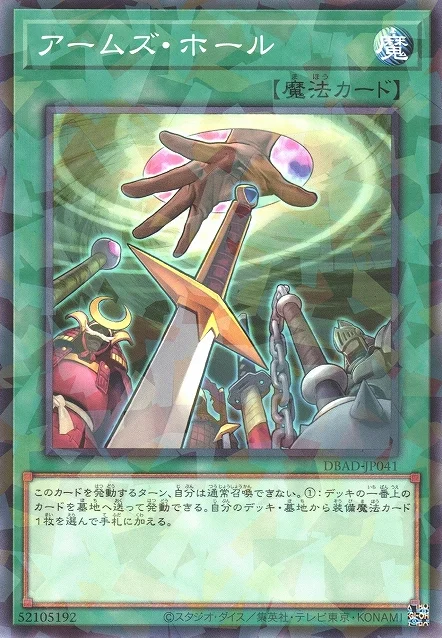 アームズ・ホール
魔
【魔法カード】
DBAD-JP041
このカードを発動するターン、自分は通常召喚できない。①：デッキの一番上の
カードを墓地へ送って発動できる。自分のデッキ・墓地から装備魔法カード
１枚を選んで手札に加える。
52105192
©スタジオ・ダイス／集英社・テレビ東京・KONAMI